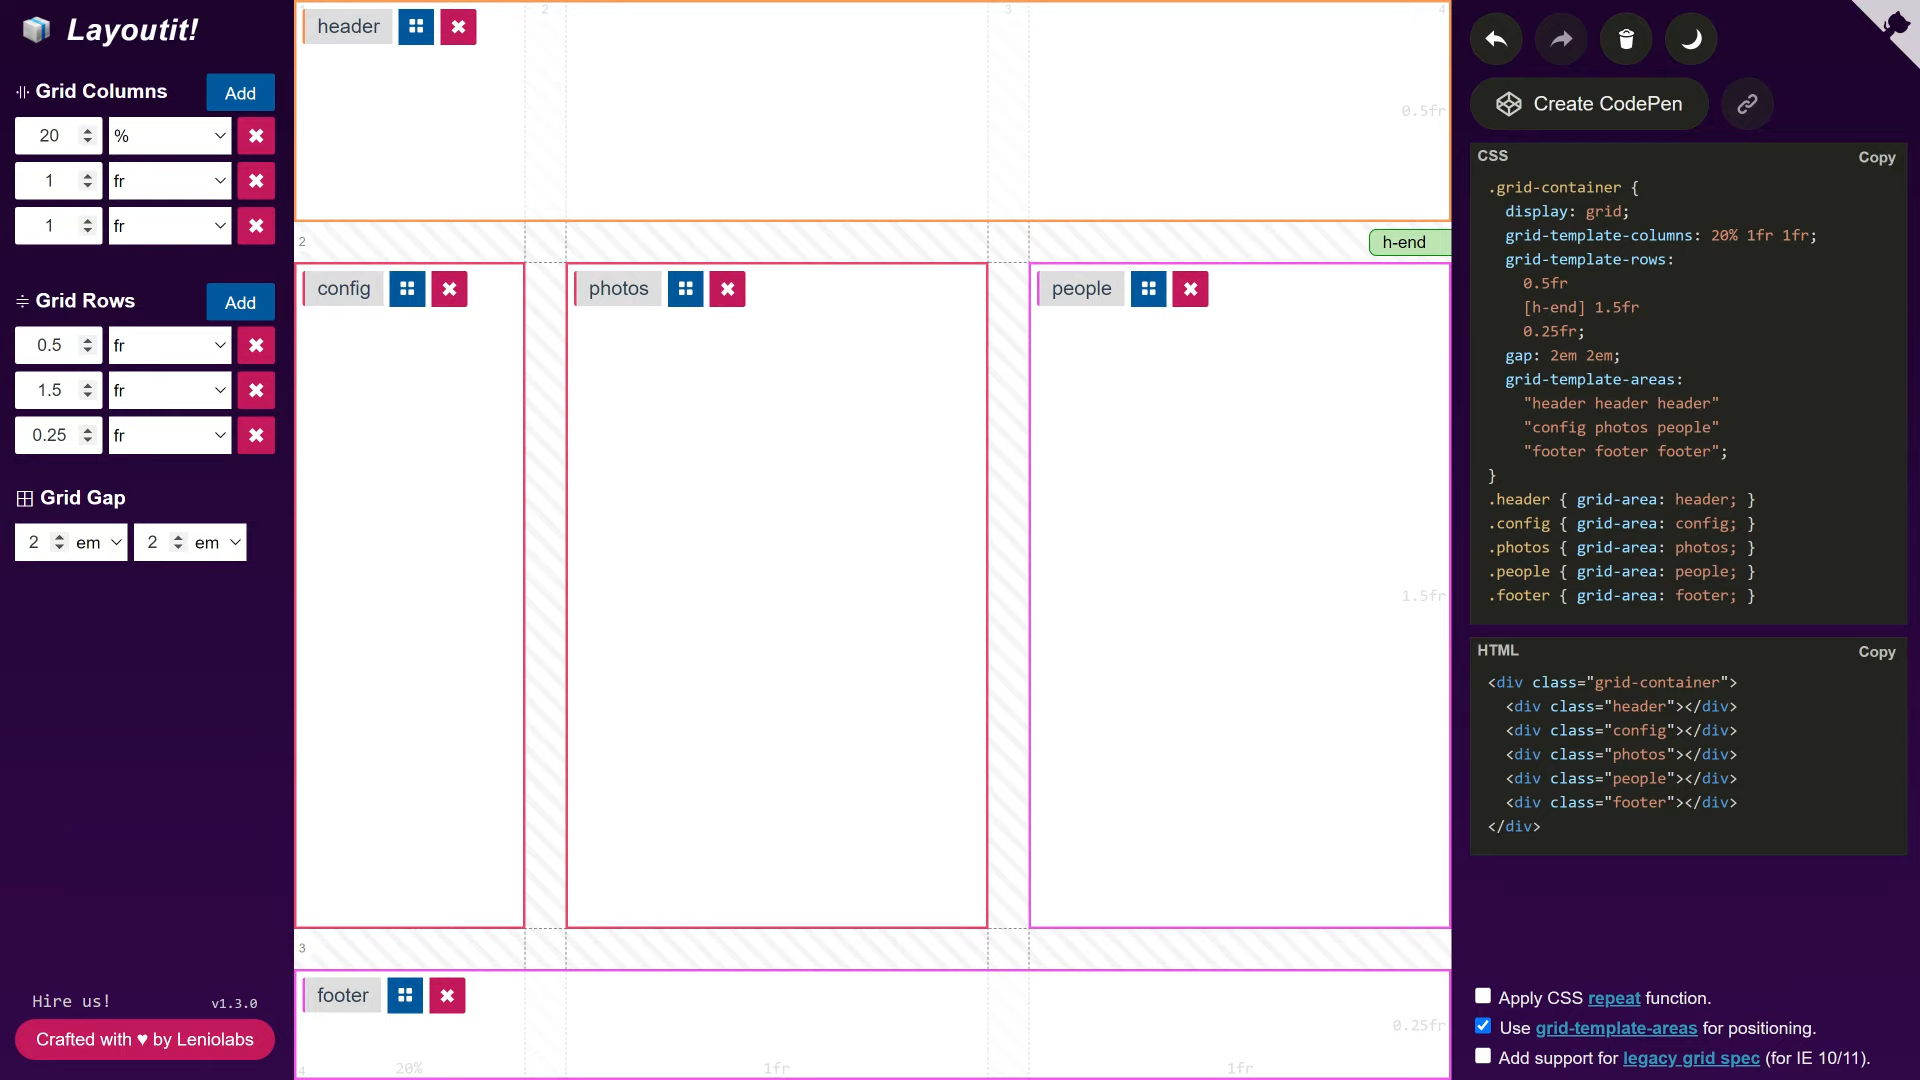 Layoutit!
Grid Columns
Add
20 %
1 fr
1 fr
Grid Rows
Add
0.5 fr
1.5 fr
0.25 fr
Grid Gap
2 em 2 em
Hire us!
v1.3.0
Crafted with ♥ by Leniolabs
header
2
3
4
0.5fr
2
h-end
config
photos
people
1.5fr
3
footer
0.25fr
4
20%
1fr
1fr
Create CodePen
CSS
Copy
.grid-container {
display: grid;
grid-template-columns: 20% 1fr 1fr;
grid-template-rows:
0.5fr
[h-end] 1.5fr
0.25fr;
gap: 2em 2em;
grid-template-areas:
"header header header"
"config photos people"
"footer footer footer";
}
.header { grid-area: header; }
.config { grid-area: config; }
.photos { grid-area: photos; }
.people { grid-area: people; }
.footer { grid-area: footer; }
HTML
Copy
<div class="grid-container">
<div class="header"></div>
<div class="config"></div>
<div class="photos"></div>
<div class="people"></div>
<div class="footer"></div>
</div>
Apply CSS repeat function.
Use grid-template-areas for positioning.
Add support for legacy grid spec (for IE 10/11).